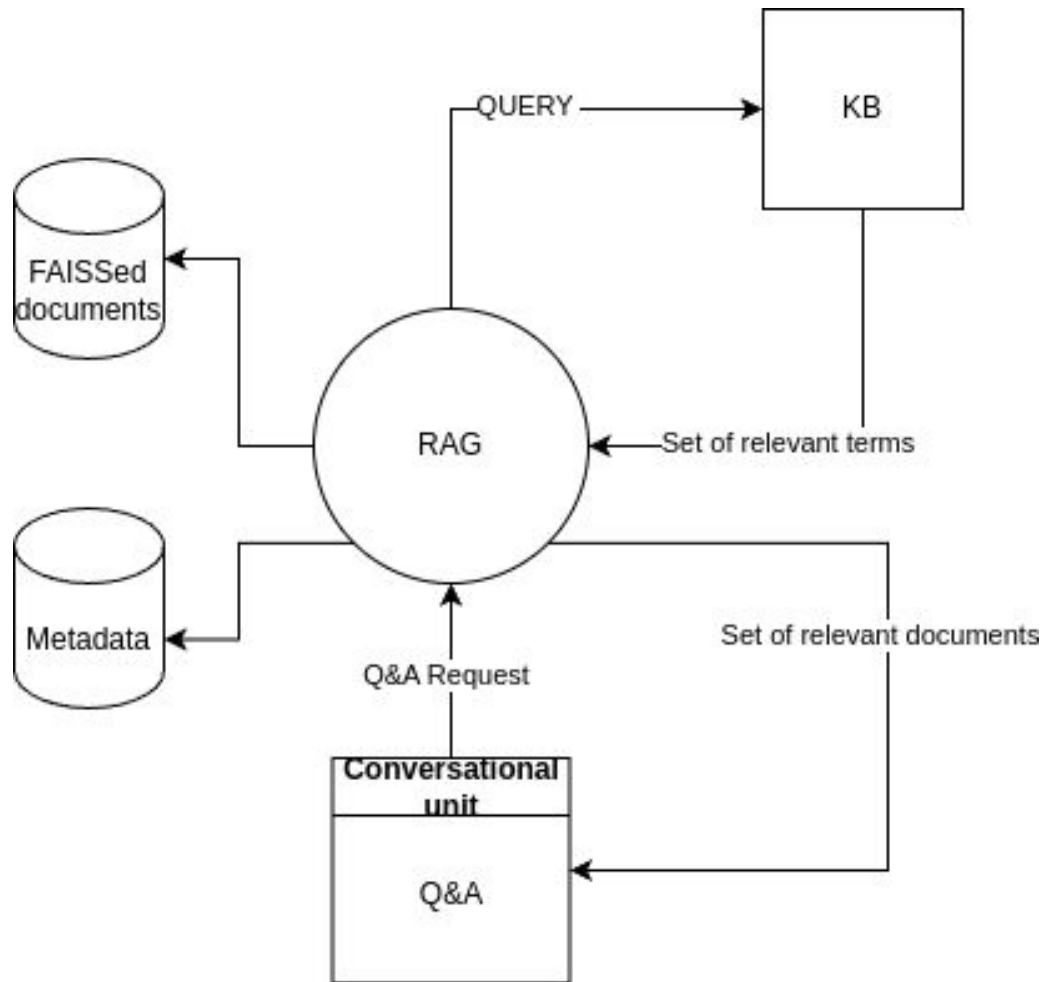 QUERY
KB
FAISSed
documents
RAG
Set of relevant terms
Metadata
Set of relevant documents
Q&A Request
Conversational
unit
Q&A